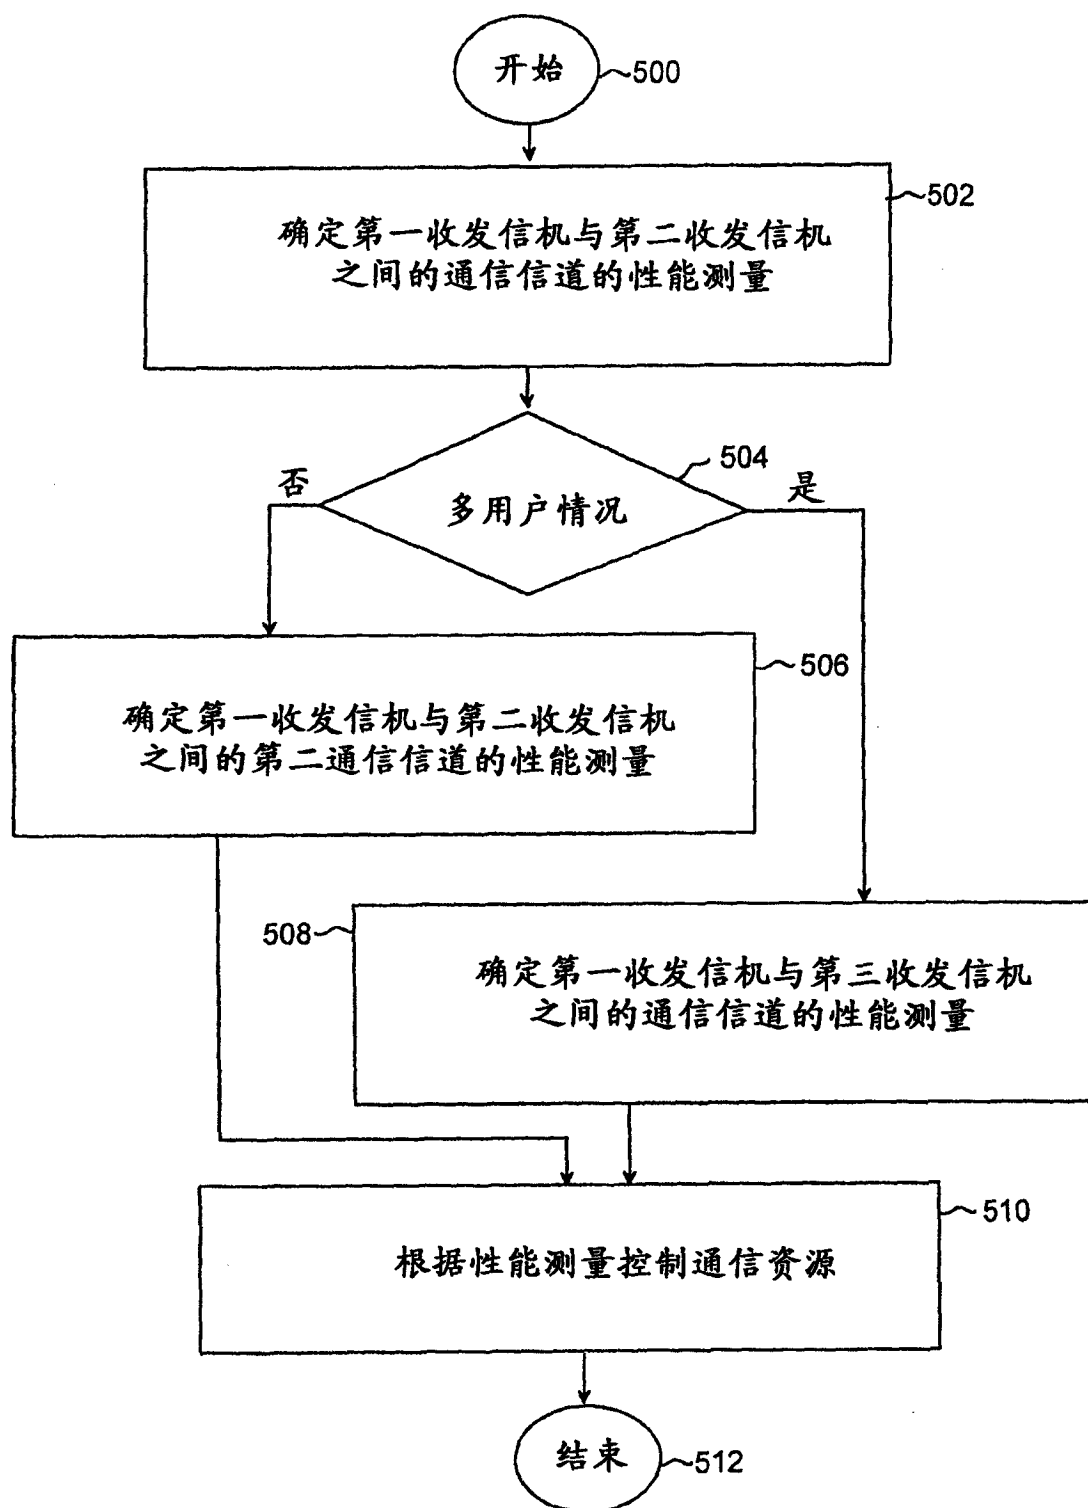 开始
500
502
确定第一收发信机与第二收发信机
之间的通信信道的性能测量
504
否
是
多用户情况
506
确定第一收发信机与第二收发信机
之间的第二通信信道的性能测量
508
确定第一收发信机与第三收发信机
之间的通信信道的性能测量
510
根据性能测量控制通信资源
结束
512